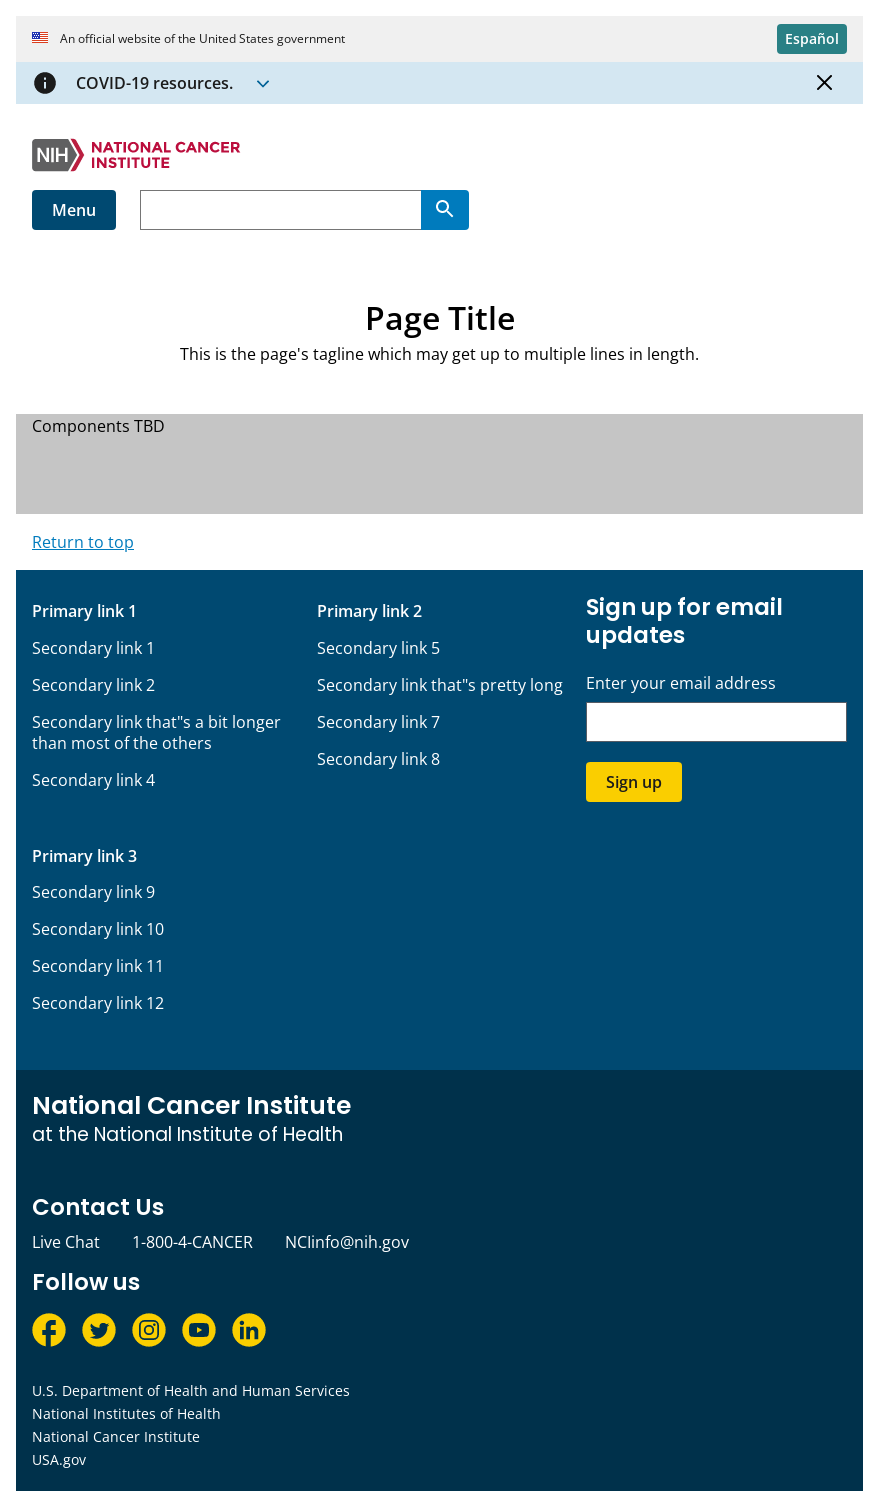 An official website of the United States government
Español
COVID-19 resources.
NIH NATIONAL CANCER
INSTITUTE
Menu
Page Title
This is the page's tagline which may get up to multiple lines in length.
Components TBD
Return to top
Primary link 1
Secondary link 1
Secondary link 2
Secondary link that"s a bit longer
than most of the others
Secondary link 4
Primary link 2
Secondary link 5
Secondary link that"s pretty long
Secondary link 7
Secondary link 8
Sign up for email
updates
Enter your email address
Sign up
Primary link 3
Secondary link 9
Secondary link 10
Secondary link 11
Secondary link 12
National Cancer Institute
at the National Institute of Health
Contact Us
Live Chat 1-800-4-CANCER NCIinfo@nih.gov
Follow us
U.S. Department of Health and Human Services
National Institutes of Health
National Cancer Institute
USA.gov